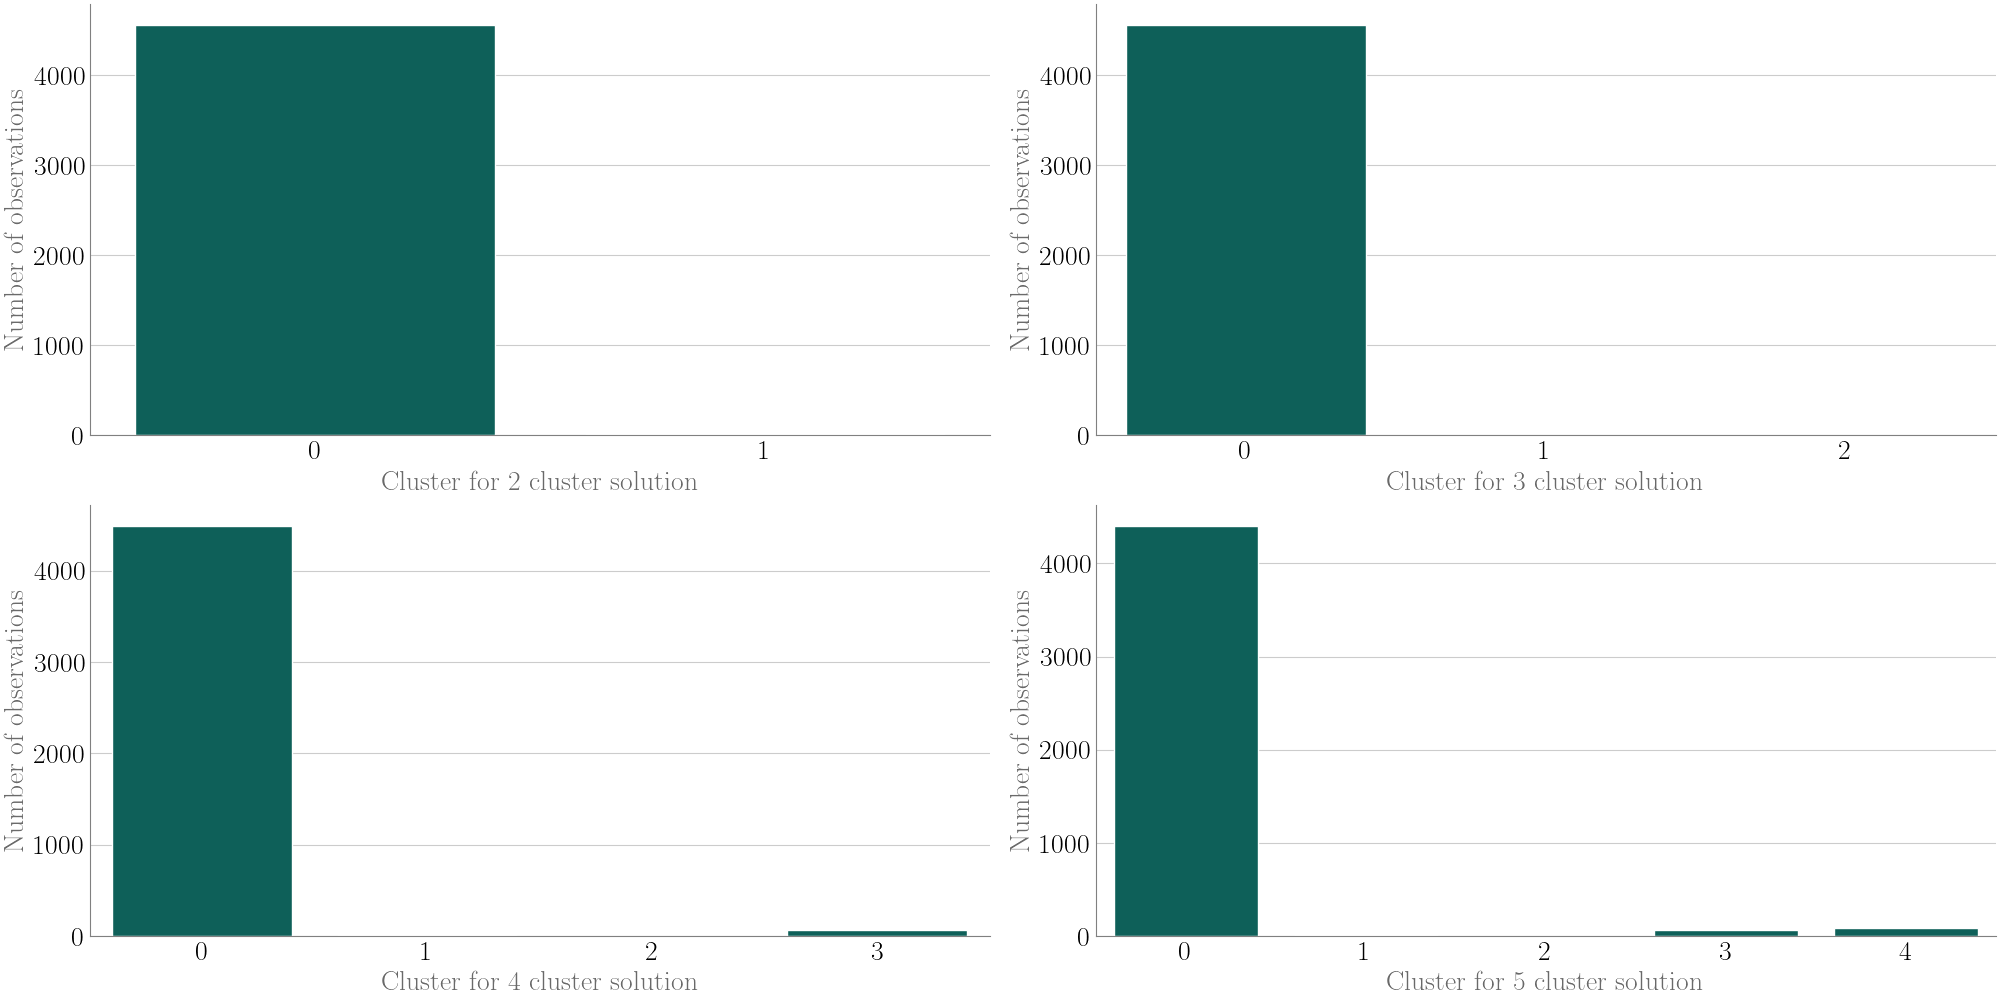 Number of observations
4000
3000
2000
1000
0
0 1
Cluster for 2 cluster solution
Number of observations
4000
3000
2000
1000
0
0 1 2
Cluster for 3 cluster solution
Number of observations
4000
3000
2000
1000
0
0 1 2 3
Cluster for 4 cluster solution
Number of observations
4000
3000
2000
1000
0
0 1 2 3 4
Cluster for 5 cluster solution